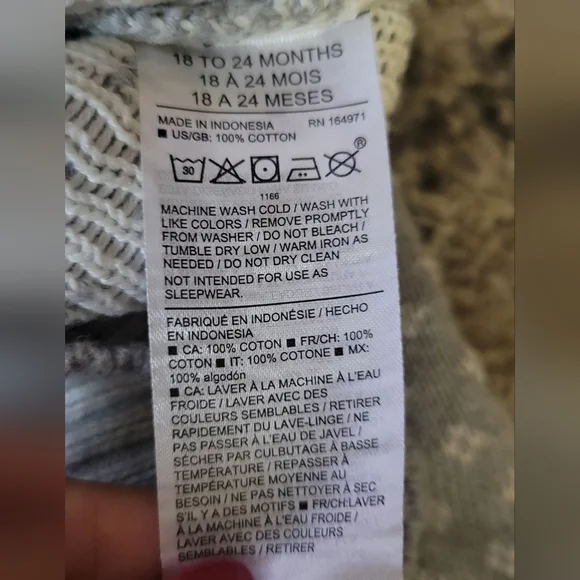 18 TO 24 MONTHS
18 À 24 MOIS
18 A 24 MESES
MADE IN INDONESIA RN 164971
■ US/GB: 100% COTTON
30 ®
1166
MACHINE WASH COLD / WASH WITH
LIKE COLORS / REMOVE PROMPTLY
FROM WASHER / DO NOT BLEACH /
TUMBLE DRY LOW / WARM IRON AS
NEEDED / DO NOT DRY CLEAN
NOT INTENDED FOR USE AS
SLEEPWEAR.
FABRIQUÉ EN INDONÉSIE / HECHO
EN INDONESIA
■ CA: 100% COTON ■ FR/CH: 100%
COTON ■ IT: 100% COTONE ■ MX:
100% algodón
■ CA: LAVER À LA MACHINE À L'EAU
FROIDE / LAVER AVEC DES
COULEURS SEMBLABLES / RETIRER
RAPIDEMENT DU LAVE-LINGE / NE
PAS PASSER À L'EAU DE JAVEL /
SÉCHER PAR CULBUTAGE À BASSE
TEMPÉRATURE / REPASSER À
TEMPÉRATURE MOYENNE AU
BESOIN / NE PAS NETTOYER À SEC
S'IL Y A DES MOTIFS ■ FR/CH:LAVER
À LA MACHINE À L'EAU FROIDE /
LAVER AVEC DES COULEURS
SEMBLABLES / RETIRER